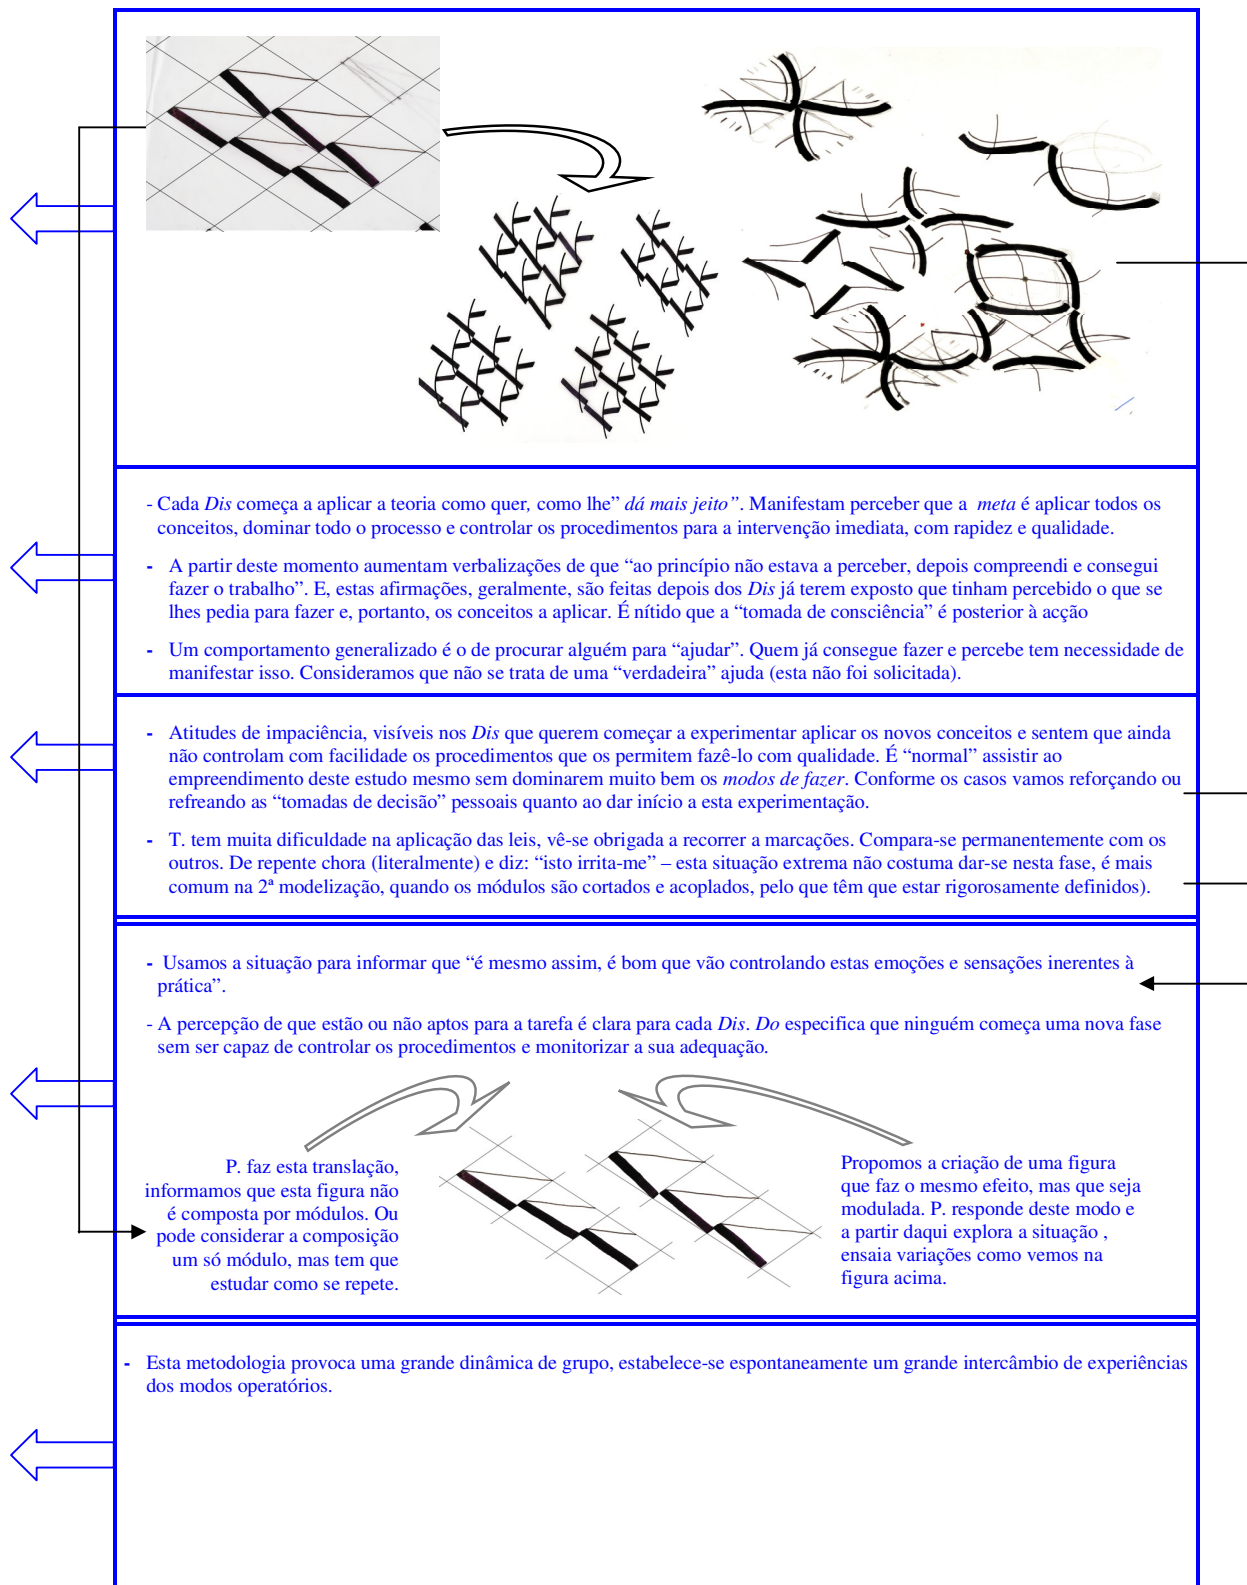 - Cada Dis começa a aplicar a teoria como quer, como lhe” dá mais jeito”. Manifestam perceber que a meta é aplicar todos os
conceitos, dominar todo o processo e controlar os procedimentos para a intervenção imediata, com rapidez e qualidade.
- A partir deste momento aumentam verbalizações de que “ao princípio não estava a perceber, depois compreendi e consegui
fazer o trabalho”. E, estas afirmações, geralmente, são feitas depois dos Dis já terem exposto que tinham percebido o que se
lhes pedia para fazer e, portanto, os conceitos a aplicar. É nítido que a “tomada de consciência” é posterior à acção
- Um comportamento generalizado é o de procurar alguém para “ajudar”. Quem já consegue fazer e percebe tem necessidade de
manifestar isso. Consideramos que não se trata de uma “verdadeira” ajuda (esta não foi solicitada).
- Atitudes de impaciência, visíveis nos Dis que querem começar a experimentar aplicar os novos conceitos e sentem que ainda
não controlam com facilidade os procedimentos que os permitem fazê-lo com qualidade. É “normal” assistir ao
empreendimento deste estudo mesmo sem dominarem muito bem os modos de fazer. Conforme os casos vamos reforçando ou
refreando as “tomadas de decisão” pessoais quanto ao dar início a esta experimentação.
- T. tem muita dificuldade na aplicação das leis, vê-se obrigada a recorrer a marcações. Compara-se permanentemente com os
outros. De repente chora (literalmente) e diz: “isto irrita-me” – esta situação extrema não costuma dar-se nesta fase, é mais
comum na 2ª modelização, quando os módulos são cortados e acoplados, pelo que têm que estar rigorosamente definidos).
- Usamos a situação para informar que “é mesmo assim, é bom que vão controlando estas emoções e sensações inerentes à
prática”.
- A percepção de que estão ou não aptos para a tarefa é clara para cada Dis. Do especifica que ninguém começa uma nova fase
sem ser capaz de controlar os procedimentos e monitorizar a sua adequação.
P. faz esta translação,
informamos que esta figura não
é composta por módulos. Ou
pode considerar a composição
um só módulo, mas tem que
estudar como se repete.
Propomos a criação de uma figura
que faz o mesmo efeito, mas que seja
modulada. P. responde deste modo e
a partir daqui explora a situação ,
ensaia variações como vemos na
figura acima.
- Esta metodologia provoca uma grande dinâmica de grupo, estabelece-se espontaneamente um grande intercâmbio de experiências
dos modos operatórios.